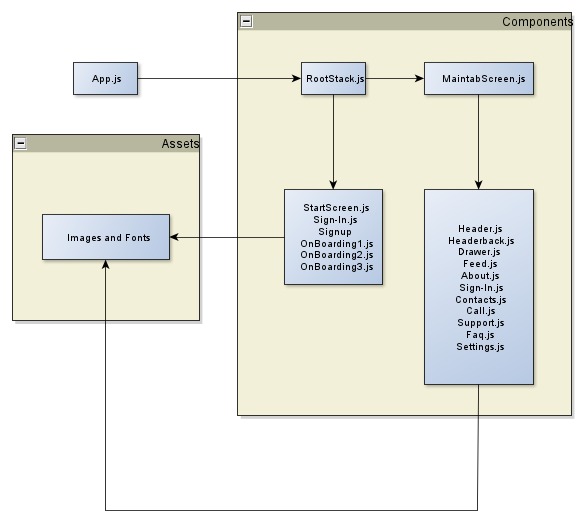 Components
App.js
RootStack.js
MaintabScreen.js
Assets
Images and Fonts
StartScreen.js
Sign-In.js
Signup
OnBoarding1.js
OnBoarding2.js
OnBoarding3.js
Header.js
Headerback.js
Drawer.js
Feed.js
About.js
Sign-In.js
Contacts.js
Call.js
Support.js
Faq.js
Settings.js